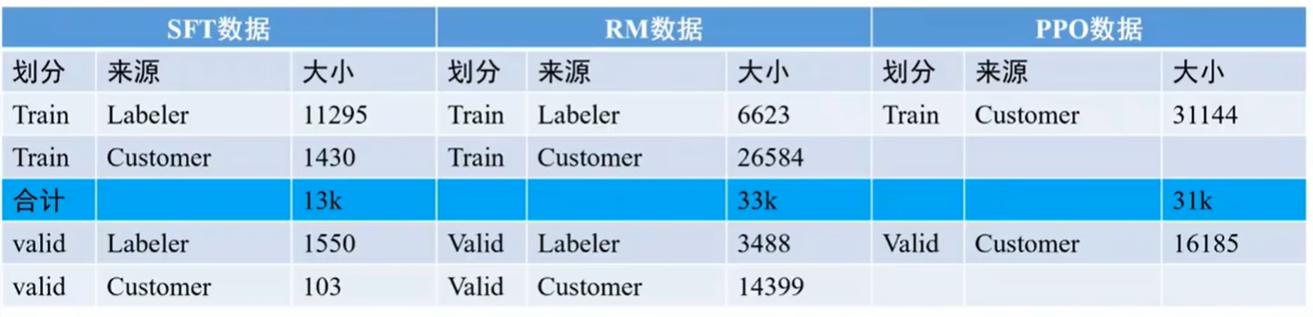 SFT数据 RM数据 PPO数据
划分 来源 大小 划分 来源 大小 划分 来源 大小
Train Labeler 11295 Train Labeler 6623 Train Customer 31144
Train Customer 1430 Train Customer 26584
合计 13k 33k 31k
valid Labeler 1550 Valid Labeler 3488 Valid Customer 16185
valid Customer 103 Valid Customer 14399